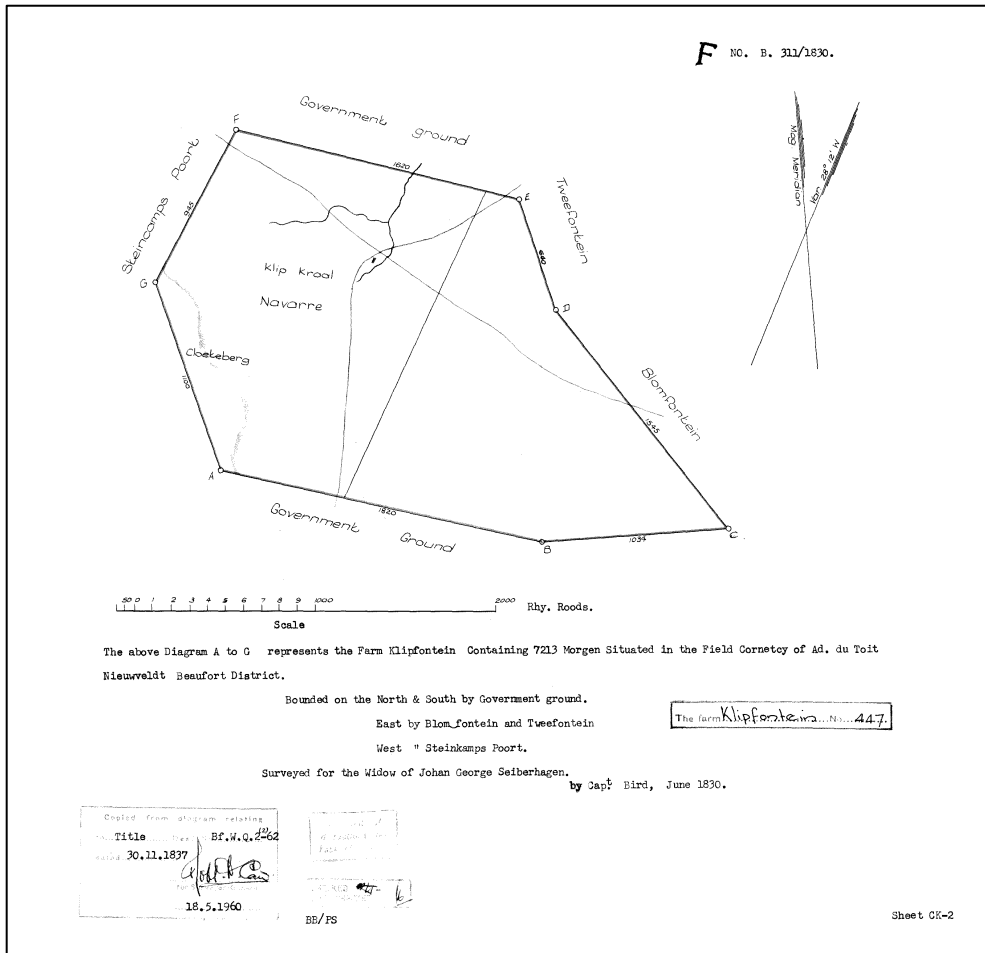 F NO. B. 311/1830.
Government ground
F
1620
Mag Meridian
Var 28° 12' W
Steincamps Poort
945
E
Tweefontein
660
G
Klip Kraal
Navarre
D
Cloeteberg
1100
Blomfontein
1545
A
Government Ground
1820
B
1034
C
50 0 1 2 3 4 5 6 7 8 9 1000 2000 Rhy. Roods.
Scale
The above Diagram A to G represents the Farm Klipfontein Containing 7213 Morgen Situated in the Field Cornetcy of Ad. du Toit
Nieuwveldt Beaufort District.
Bounded on the North & South by Government ground.
East by Blom fontein and Tweefontein
West " Steinkamps Poort.
The farm Klipfontein No. 447.
Surveyed for the Widow of Johan George Seiberhagen.
by Capt Bird, June 1830.
Copied from diagram relating
to Title Bf.W.Q.2-62
dated 30.11.1837
18.5.1960
BB/PS
Sheet CK-2